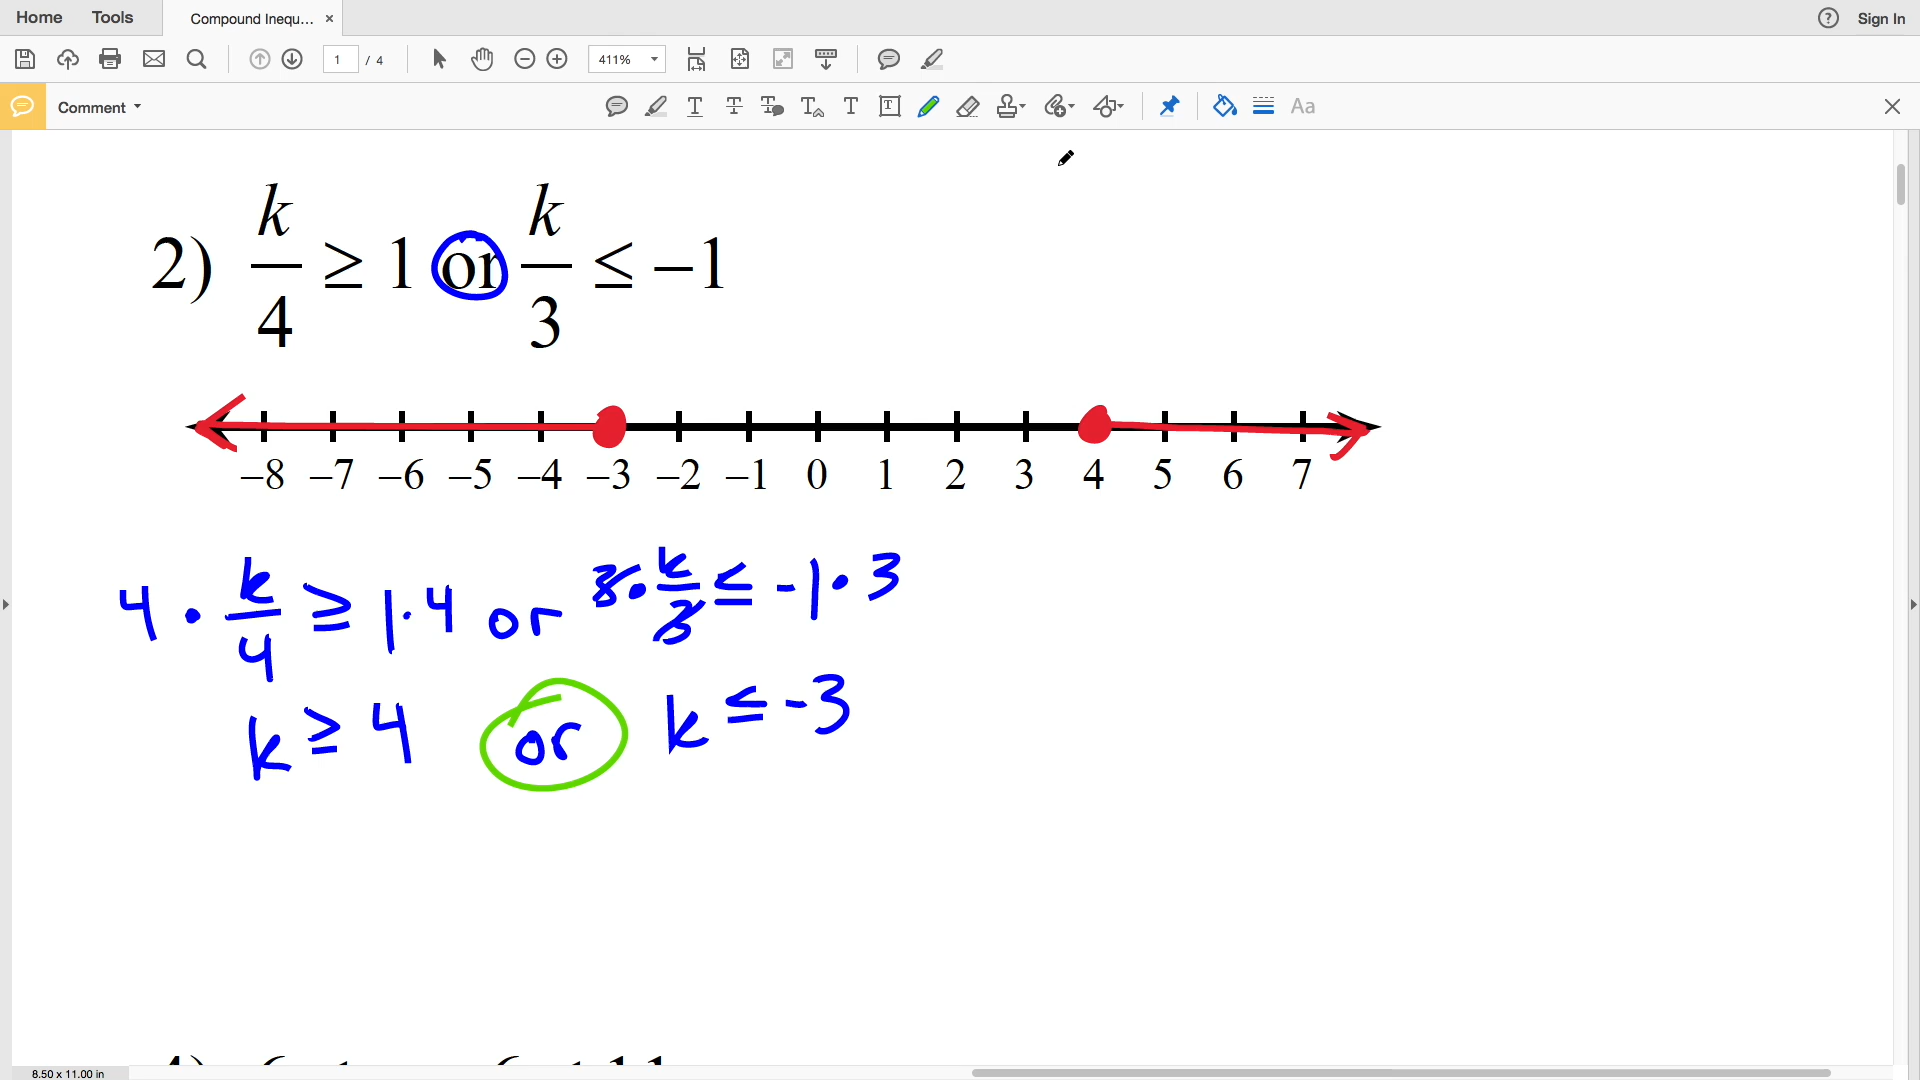 Home Tools Compound Inequ... × Sign In
1 / 4 411%
Comment Aa
2) k/4 ≥ 1 or k/3 ≤ −1
−8 −7 −6 −5 −4 −3 −2 −1 0 1 2 3 4 5 6 7
4 · k/4 ≥ 1·4 or 3· k/3 ≤ -1·3
k ≥ 4 or k ≤ -3
8.50 x 11.00 in